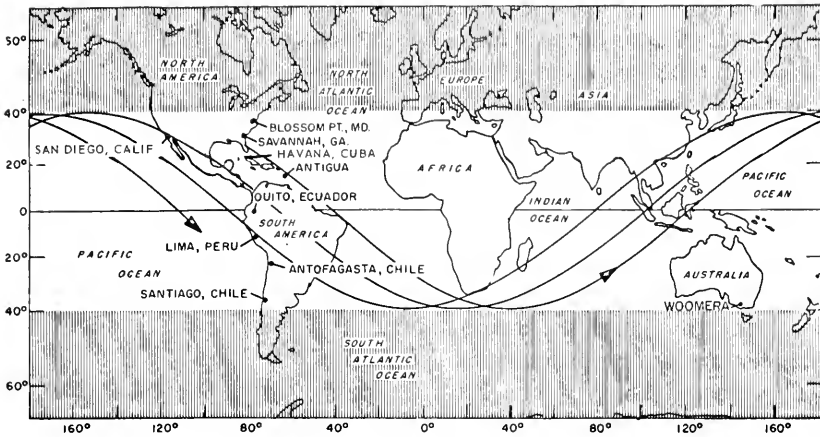 50°
40°
20°
0
20°
40°
60°
NORTH
AMERICA
NORTH
ATLANTIC
OCEAN
EUROPE
ASIA
BLOSSOM PT., MD.
SAVANNAH, GA.
HAVANA, CUBA
ANTIGUA
SAN DIEGO, CALIF
AFRICA
PACIFIC
OCEAN
QUITO, ECUADOR
INDIAN
OCEAN
SOUTH
AMERICA
LIMA, PERU
PACIFIC
OCEAN
ANTOFAGASTA, CHILE
AUSTRALIA
SANTIAGO, CHILE
WOOMERA
SOUTH
ATLANTIC
OCEAN
160°
120°
80°
40°
0°
40°
80°
120°
160°